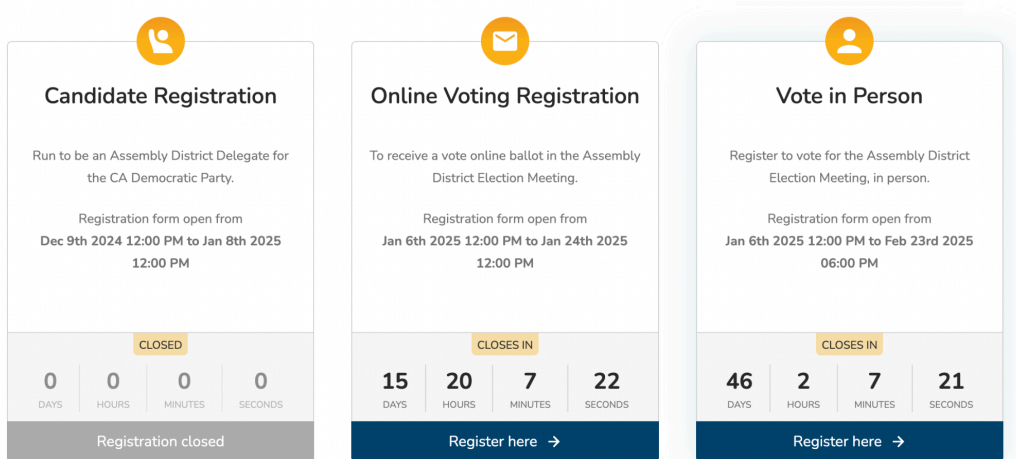 Candidate Registration
Run to be an Assembly District Delegate for
the CA Democratic Party.
Registration form open from
Dec 9th 2024 12:00 PM to Jan 8th 2025
12:00 PM
CLOSED
0 0 0 0
DAYS HOURS MINUTES SECONDS
Registration closed
Online Voting Registration
To receive a vote online ballot in the Assembly
District Election Meeting.
Registration form open from
Jan 6th 2025 12:00 PM to Jan 24th 2025
12:00 PM
CLOSES IN
15 20 7 22
DAYS HOURS MINUTES SECONDS
Register here →
Vote in Person
Register to vote for the Assembly District
Election Meeting, in person.
Registration form open from
Jan 6th 2025 12:00 PM to Feb 23rd 2025
06:00 PM
CLOSES IN
46 2 7 21
DAYS HOURS MINUTES SECONDS
Register here →